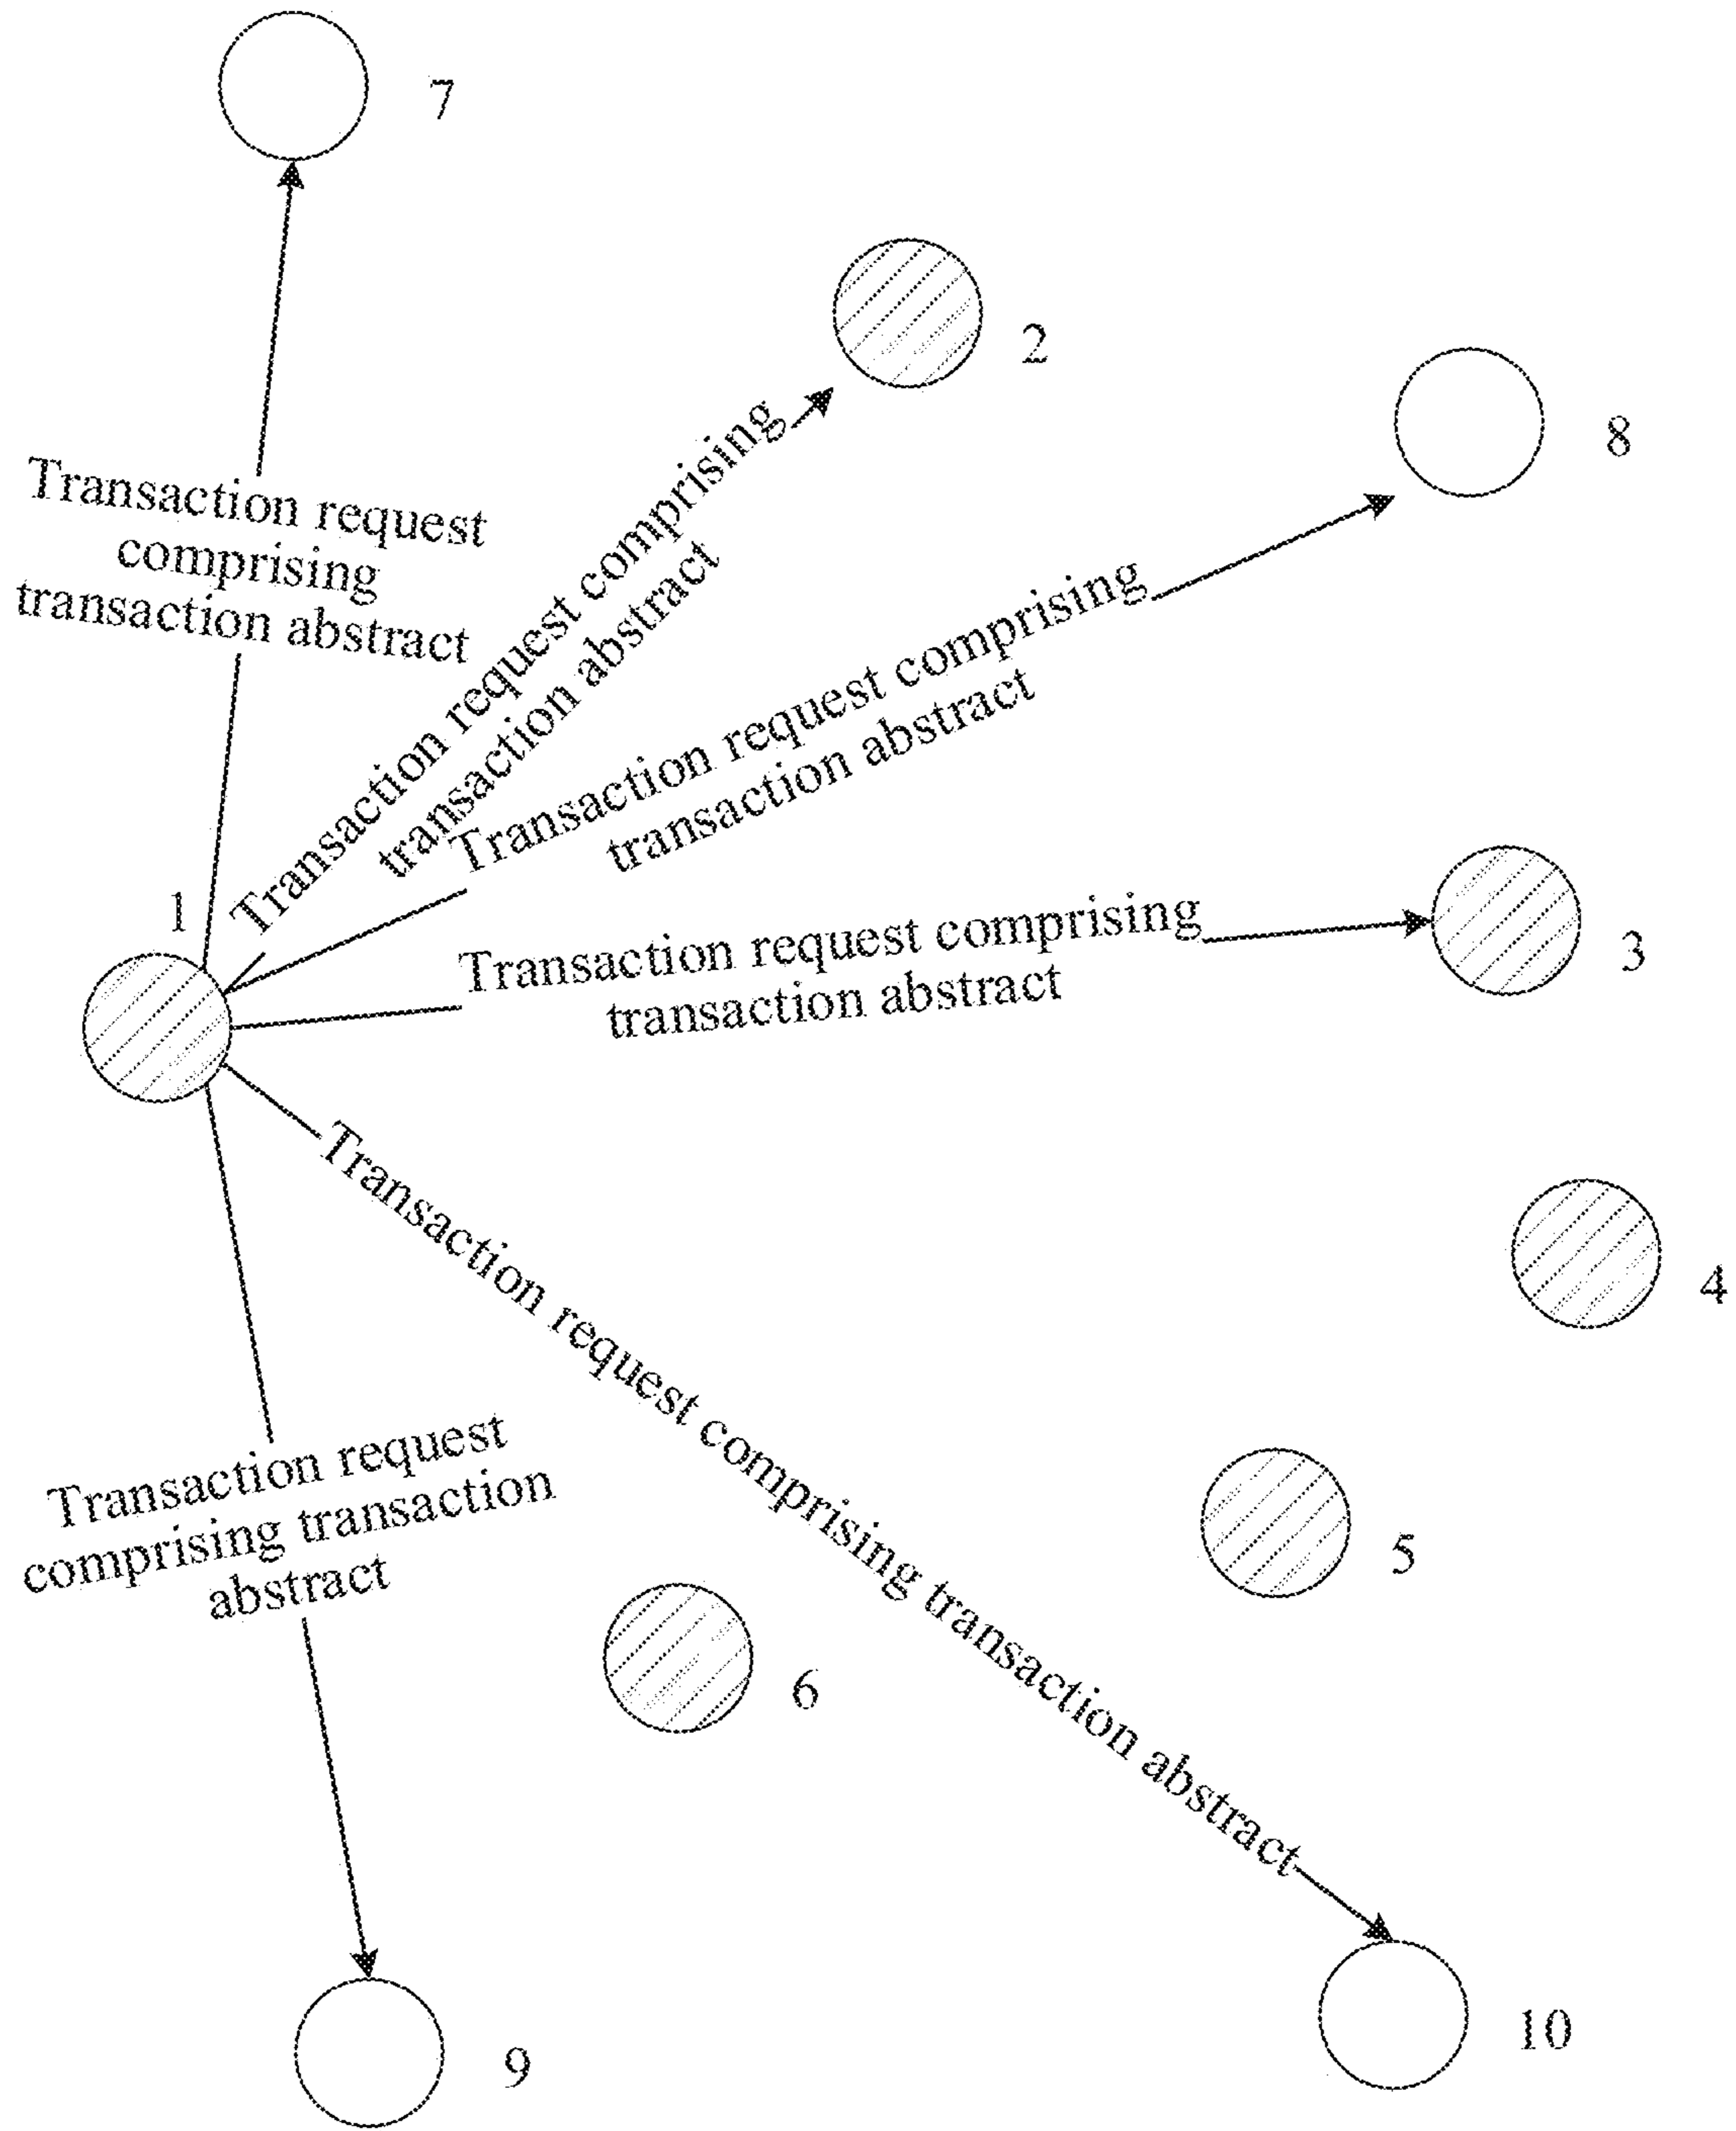 7
2
8
Transaction request
comprising
transaction abstract
Transaction request comprising
transaction abstract
Transaction request comprising
transaction abstract
1
Transaction request comprising
transaction abstract
3
4
Transaction request comprising transaction abstract
Transaction request
comprising transaction
abstract
5
6
9
10